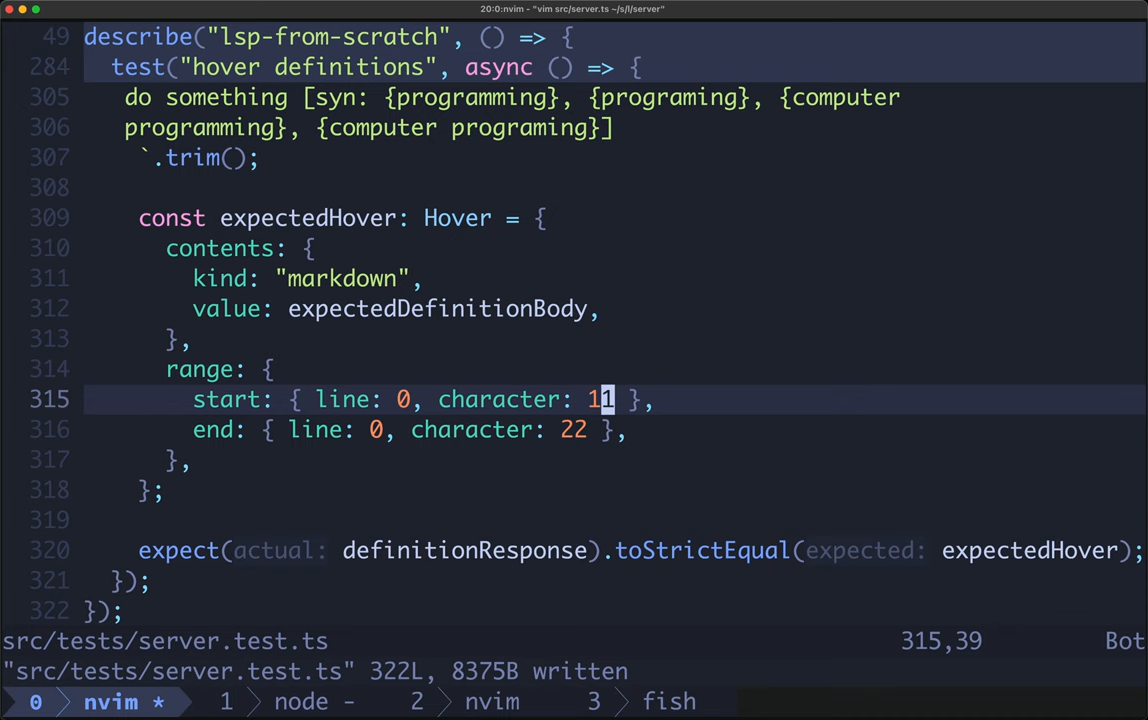 20:0:nvim - "vim src/server.ts ~/s/l/server"
49 describe("lsp-from-scratch", () => {
284 test("hover definitions", async () => {
305 do something [syn: {programming}, {programing}, {computer
306 programming}, {computer programing}]
307 `.trim();
308
309 const expectedHover: Hover = {
310 contents: {
311 kind: "markdown",
312 value: expectedDefinitionBody,
313 },
314 range: {
315 start: { line: 0, character: 11 },
316 end: { line: 0, character: 22 },
317 },
318 };
319
320 expect(actual: definitionResponse).toStrictEqual(expected: expectedHover);
321 });
322 });
src/tests/server.test.ts 315,39 Bot
"src/tests/server.test.ts" 322L, 8375B written
0 nvim * 1 node - 2 nvim 3 fish